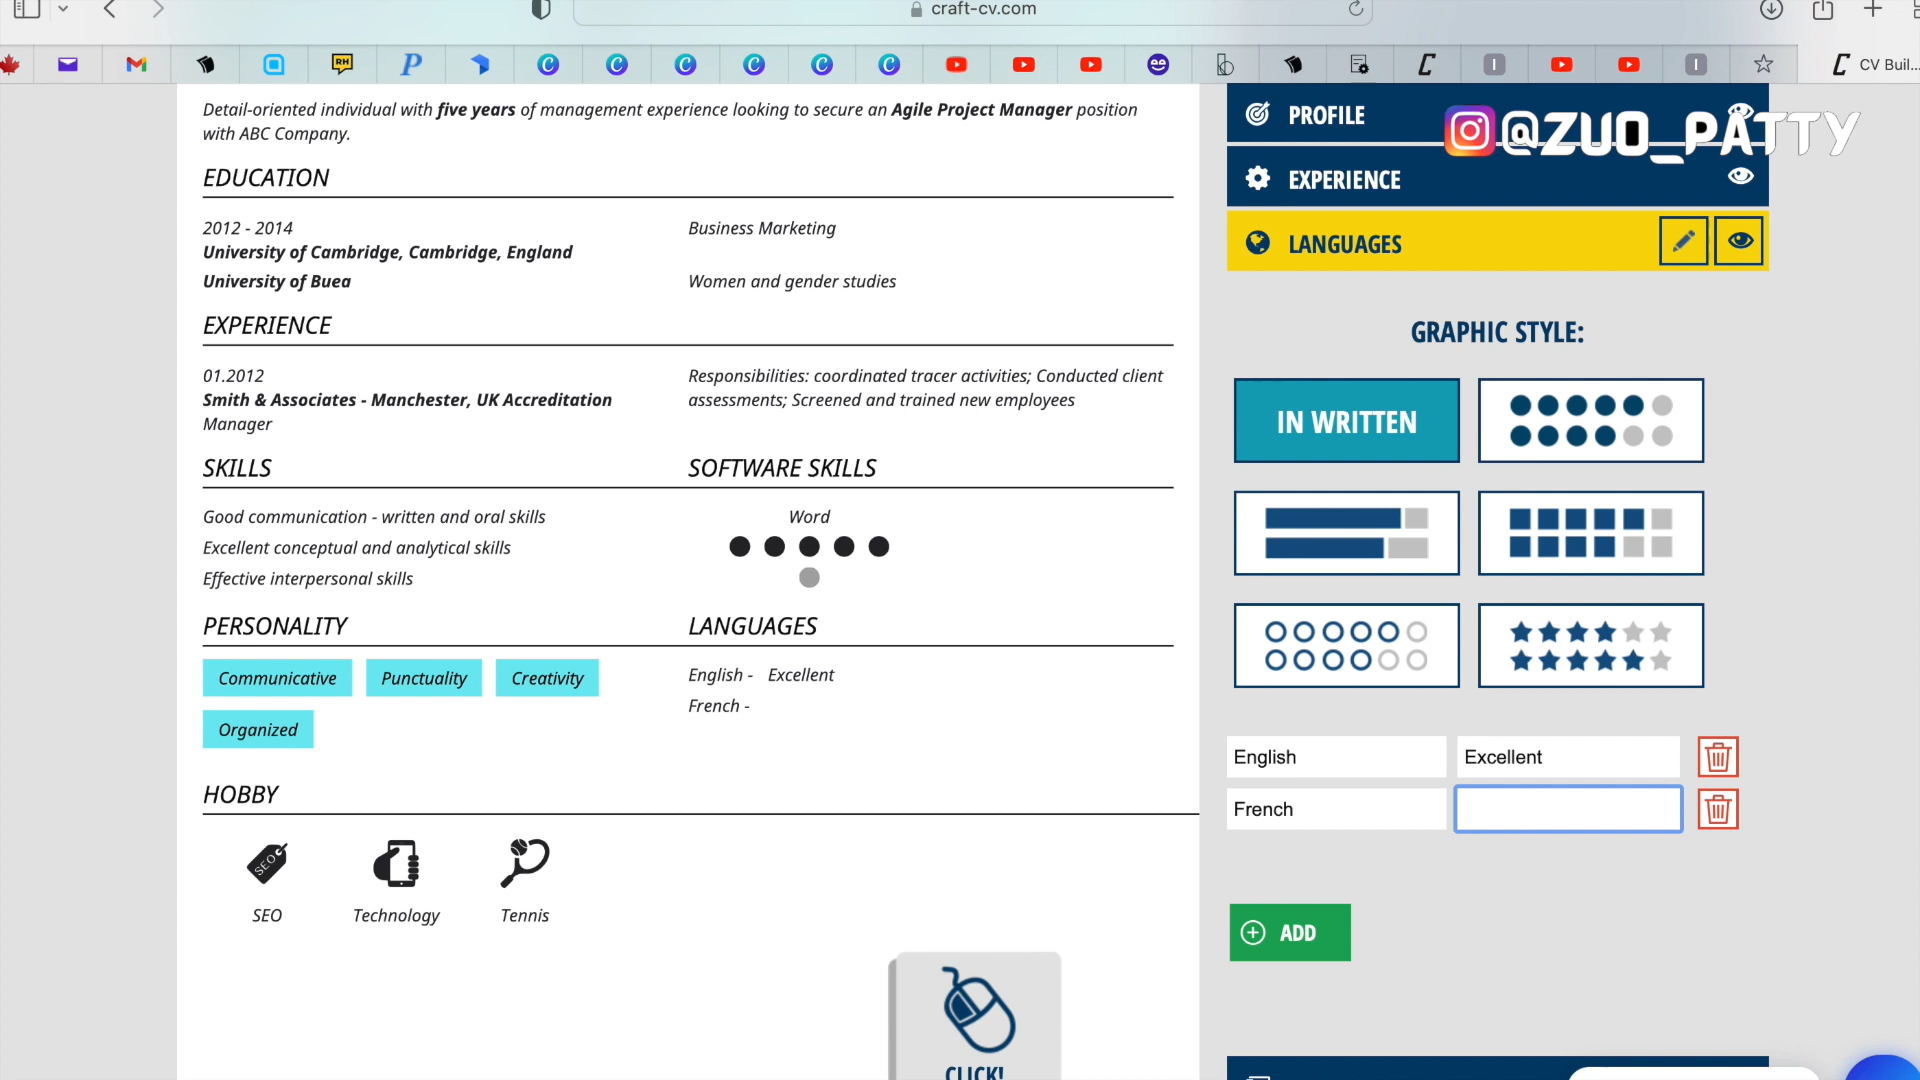 craft-cv.com
RH
CV Buil...
Detail-oriented individual with five years of management experience looking to secure an Agile Project Manager position
with ABC Company.
EDUCATION
2012 - 2014
Business Marketing
University of Cambridge, Cambridge, England
University of Buea
Women and gender studies
EXPERIENCE
01.2012
Responsibilities: coordinated tracer activities; Conducted client
Smith & Associates - Manchester, UK Accreditation
assessments; Screened and trained new employees
Manager
SKILLS
SOFTWARE SKILLS
Good communication - written and oral skills
Word
Excellent conceptual and analytical skills
Effective interpersonal skills
PERSONALITY
LANGUAGES
Communicative
Punctuality
Creativity
English - Excellent
French -
Organized
HOBBY
SEO
SEO
Technology
Tennis
CLICK!
PROFILE
@ZUO_PATTY
EXPERIENCE
LANGUAGES
GRAPHIC STYLE:
IN WRITTEN
English
Excellent
French
ADD